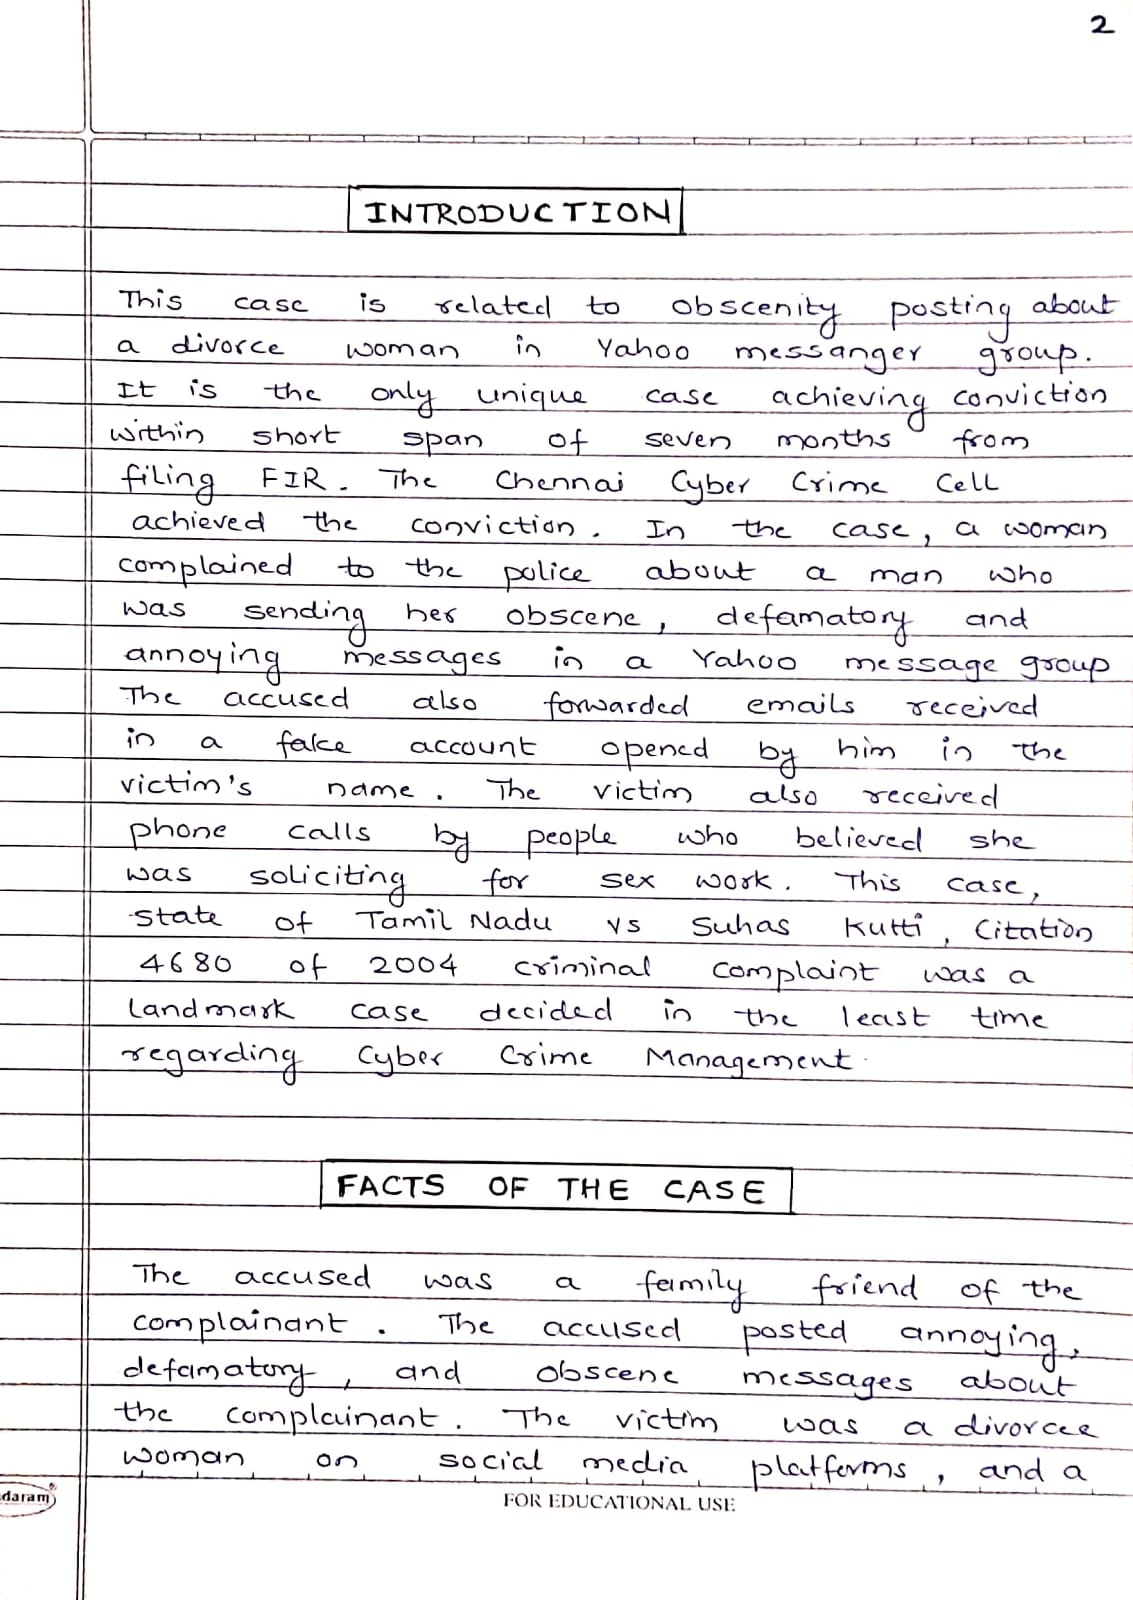 2
INTRODUCTION
This case is related to obscenity posting about
a divorce woman in Yahoo messanger group.
It is the only unique case achieving conviction
within short span of seven months from
filing FIR. The Chennai Cyber Crime Cell
achieved the conviction. In the case, a woman
complained to the police about a man who
was sending her obscene, defamatory and
annoying messages in a Yahoo message group
The accused also forwarded emails received
in a fake account opened by him in the
victim's name. The victim also received
phone calls by people who believed she
was soliciting for sex work. This case,
state of Tamil Nadu vs Suhas Kutti, Citation
4680 of 2004 criminal complaint was a
landmark case decided in the least time
regarding Cyber Crime Management.
FACTS OF THE CASE
The accused was a family friend of the
complainant. The accused posted annoying,
defamatory, and obscene messages about
the complainant. The victim was a divorcee
woman on social media platforms, and a
daram
FOR EDUCATIONAL USE